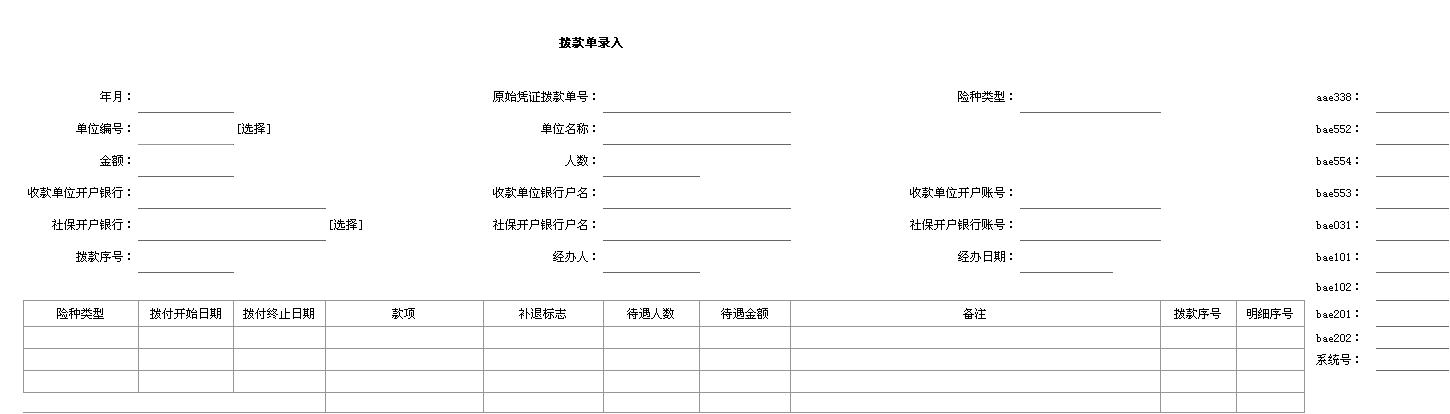 拨款单录入
年月： 原始凭证拨款单号： 险种类型： aae338：
单位编号： [选择] 单位名称： bae552：
金额： 人数： bae554：
收款单位开户银行： 收款单位银行户名： 收款单位开户账号： bae553：
社保开户银行： [选择] 社保开户银行户名： 社保开户银行账号： bae031：
拨款序号： 经办人： 经办日期： bae101：
bae102：
险种类型 拨付开始日期 拨付终止日期 款项 补退标志 待遇人数 待遇金额 备注 拨款序号 明细序号 bae201：
bae202：
系统号：